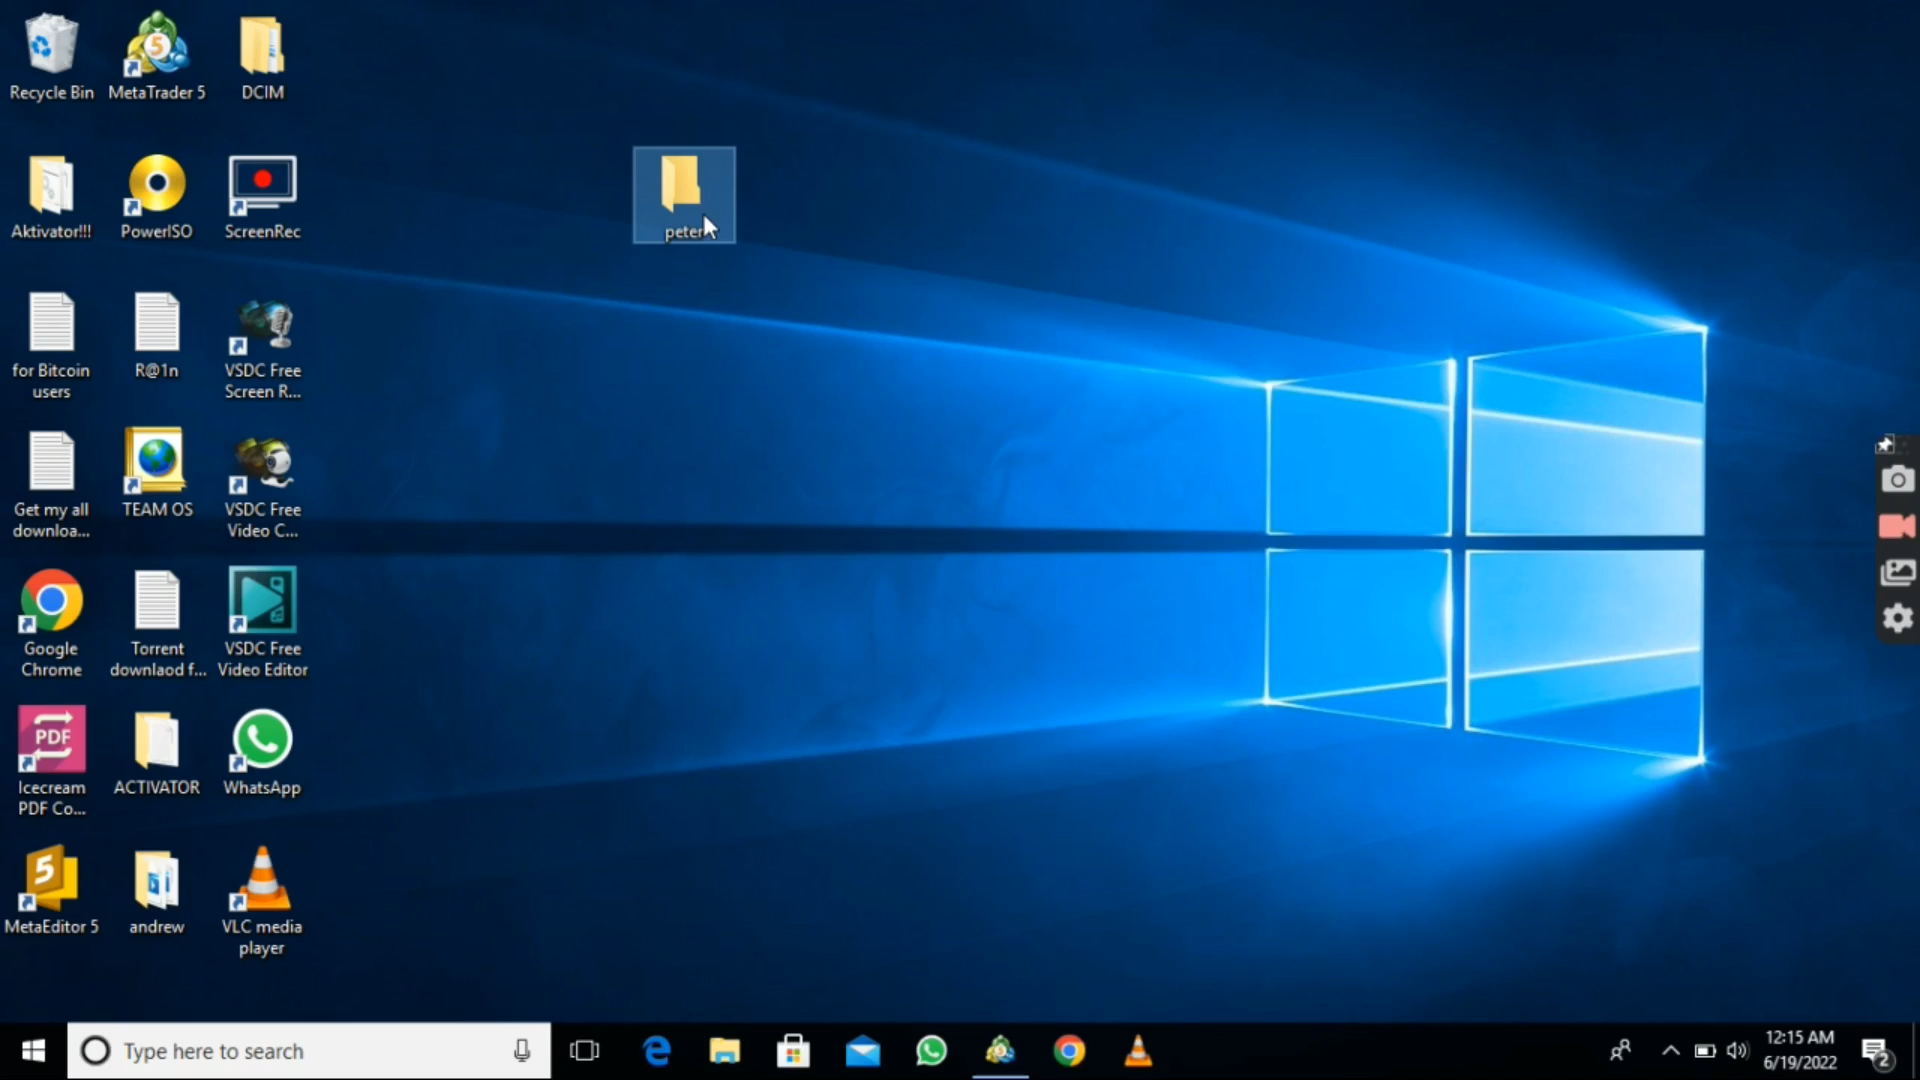 Recycle Bin
MetaTrader 5
DCIM
Aktivator!!!
PowerISO
ScreenRec
peter
for Bitcoin
users
R@1n
VSDC Free
Screen R...
Get my all
downloa...
TEAM OS
VSDC Free
Video C...
Google
Chrome
Torrent
downlaod f...
VSDC Free
Video Editor
PDF
Icecream
PDF Co...
ACTIVATOR
WhatsApp
5
MetaEditor 5
andrew
VLC media
player
Type here to search
12:15 AM
6/19/2022
2